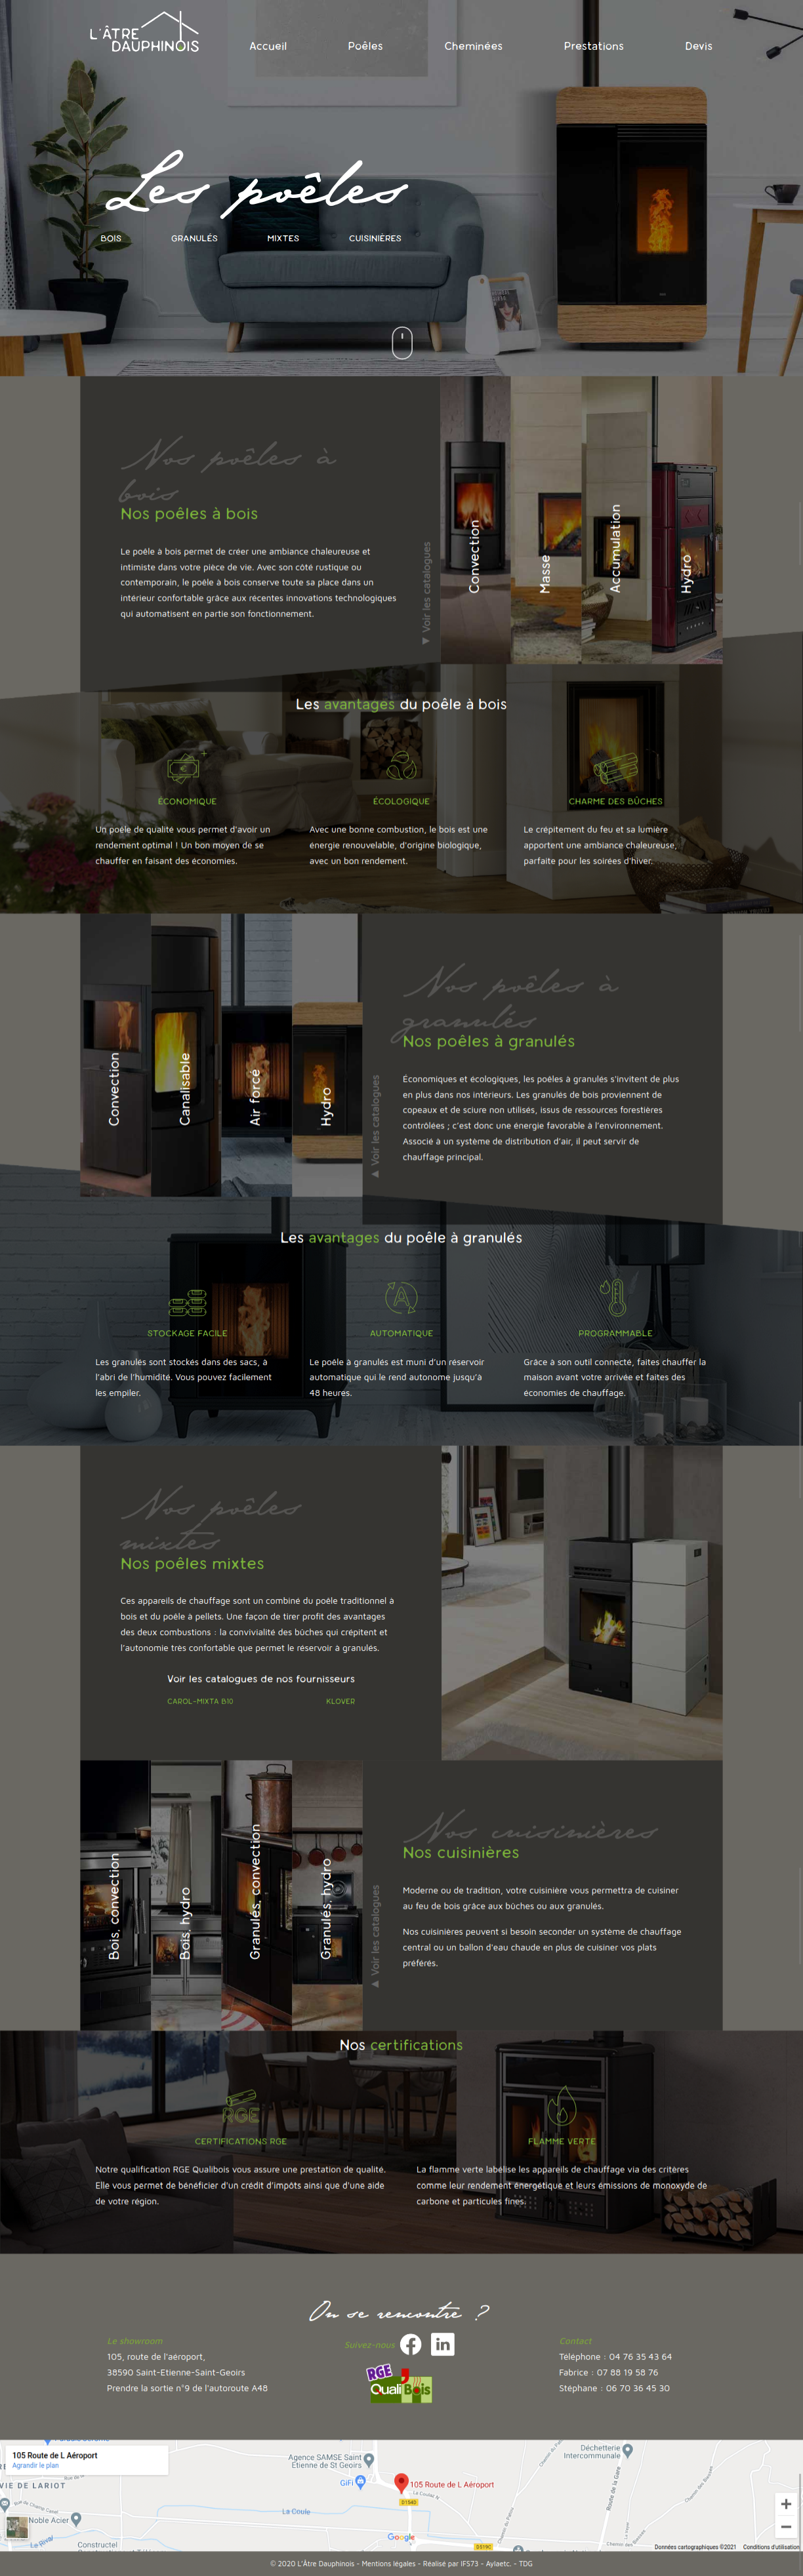 L'ÂTRE
DAUPHINOIS
Accueil
Poêles
Cheminées
Prestations
Devis
Les poêles
BOIS
GRANULÉS
MIXTES
CUISINIÈRES
Nos poêles à
bois
Nos poêles à bois
Le poêle à bois permet de créer une ambiance chaleureuse et
intimiste dans votre pièce de vie. Avec son côté rustique ou
contemporain, le poêle à bois conserve toute sa place dans un
intérieur confortable grâce aux récentes innovations technologiques
qui automatisent en partie son fonctionnement.
▼ Voir les catalogues
Convection
Masse
Accumulation
Hydro
Les avantages du poêle à bois
ÉCONOMIQUE
Un poêle de qualité vous permet d'avoir un
rendement optimal ! Un bon moyen de se
chauffer en faisant des économies.
ÉCOLOGIQUE
Avec une bonne combustion, le bois est une
énergie renouvelable, d'origine biologique,
avec un bon rendement.
CHARME DES BÛCHES
Le crépitement du feu et sa lumière
apportent une ambiance chaleureuse,
parfaite pour les soirées d'hiver.
Convection
Canalisable
Air forcé
Hydro
▲ Voir les catalogues
Nos poêles à
granulés
Nos poêles à granulés
Économiques et écologiques, les poêles à granulés s'invitent de plus
en plus dans nos intérieurs. Les granulés de bois proviennent de
copeaux et de sciure non utilisés, issus de ressources forestières
contrôlées ; c'est donc une énergie favorable à l'environnement.
Associé à un système de distribution d'air, il peut servir de
chauffage principal.
Les avantages du poêle à granulés
STOCKAGE FACILE
Les granulés sont stockés dans des sacs, à
l'abri de l'humidité. Vous pouvez facilement
les empiler.
A
AUTOMATIQUE
Le poêle à granulés est muni d'un réservoir
automatique qui le rend autonome jusqu'à
48 heures.
PROGRAMMABLE
Grâce à son outil connecté, faites chauffer la
maison avant votre arrivée et faites des
économies de chauffage.
Nos poêles
mixtes
Nos poêles mixtes
Ces appareils de chauffage sont un combiné du poêle traditionnel à
bois et du poêle à pellets. Une façon de tirer profit des avantages
des deux combustions : la convivialité des bûches qui crépitent et
l'autonomie très confortable que permet le réservoir à granulés.
Voir les catalogues de nos fournisseurs
CAROL-MIXTA B10
KLOVER
Bois, convection
Bois, hydro
Granulés, convection
Granulés, hydro
▲ Voir les catalogues
Nos cuisinières
Nos cuisinières
Moderne ou de tradition, votre cuisinière vous permettra de cuisiner
au feu de bois grâce aux bûches ou aux granulés.
Nos cuisinières peuvent si besoin seconder un système de chauffage
central ou un ballon d'eau chaude en plus de cuisiner vos plats
préférés.
Nos certifications
RGE
CERTIFICATIONS RGE
Notre qualification RGE Qualibois vous assure une prestation de qualité.
Elle vous permet de bénéficier d'un crédit d'impôts ainsi que d'une aide
de votre région.
FLAMME VERTE
La flamme verte labélise les appareils de chauffage via des critères
comme leur rendement énergétique et leurs émissions de monoxyde de
carbone et particules fines.
On se rencontre ?
Le showroom
105, route de l'aéroport,
38590 Saint-Etienne-Saint-Geoirs
Prendre la sortie n°9 de l'autoroute A48
Suivez-nous
in
RGE
QualiBois
Contact
Téléphone : 04 76 35 43 64
Fabrice : 07 88 19 58 76
Stéphane : 06 70 36 45 30
105 Route de L Aéroport
Agrandir le plan
VIE DE LARIOT
Noble Acier
Constructel
Agence SAMSE Saint
Étienne de St Geoirs
GiFi
105 Route de L Aéroport
D154D
La Coule
Google
D519C
Déchetterie
Intercommunale
Route de la Gare
Données cartographiques ©2021
Conditions d'utilisation
© 2020 L'Âtre Dauphinois - Mentions légales - Réalisé par IF573 - Aylaetc. - TDG